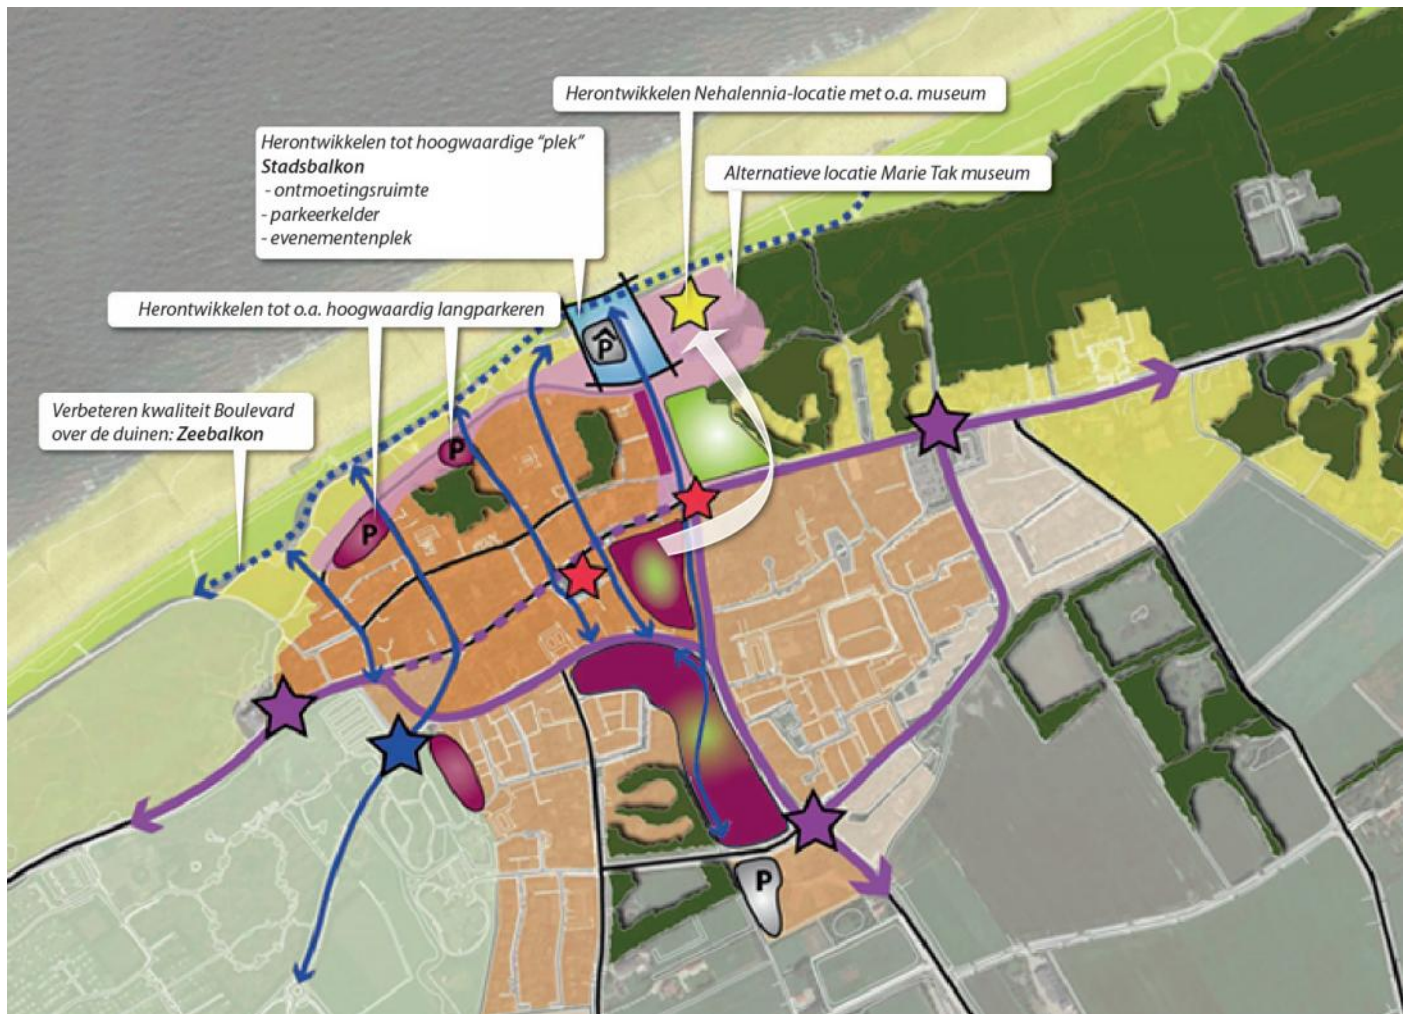 Herontwikkelen Nehalennia-locatie met o.a. museum
Herontwikkelen tot hoogwaardige “plek”
Stadsbalkon
- ontmoetingsruimte
- parkeerkelder
- evenementenplek
Alternatieve locatie Marie Tak museum
Herontwikkelen tot o.a. hoogwaardig langparkeren
Verbeteren kwaliteit Boulevard
over de duinen: Zeebalkon
P
P
P
P